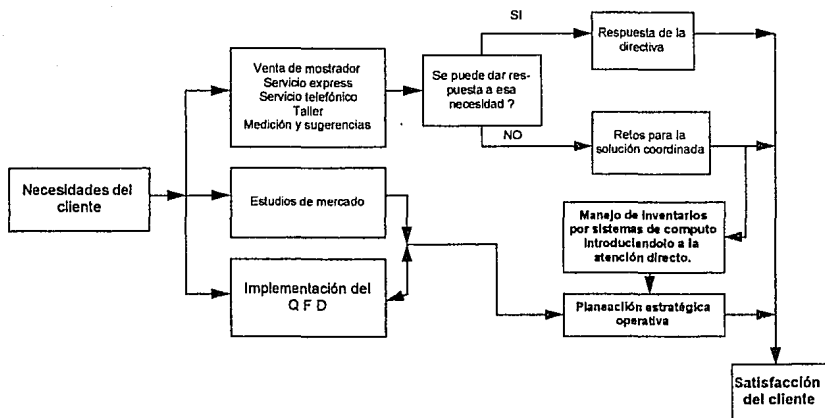 SI
Respuesta de la
directiva
Venta de mostrador
Servicio express
Servicio telefónico
Taller
Medición y sugerencias
Se puede dar res-
puesta a esa
necesidad ?
NO
Retos para la
solución coordinada
Necesidades del
cliente
Estudios de mercado
Manejo de inventarios
por sistemas de computo
Introduciendolo a la
atención directo.
Implementación del
Q F D
Planeación estratégica
operativa
Satisfacción
del cliente